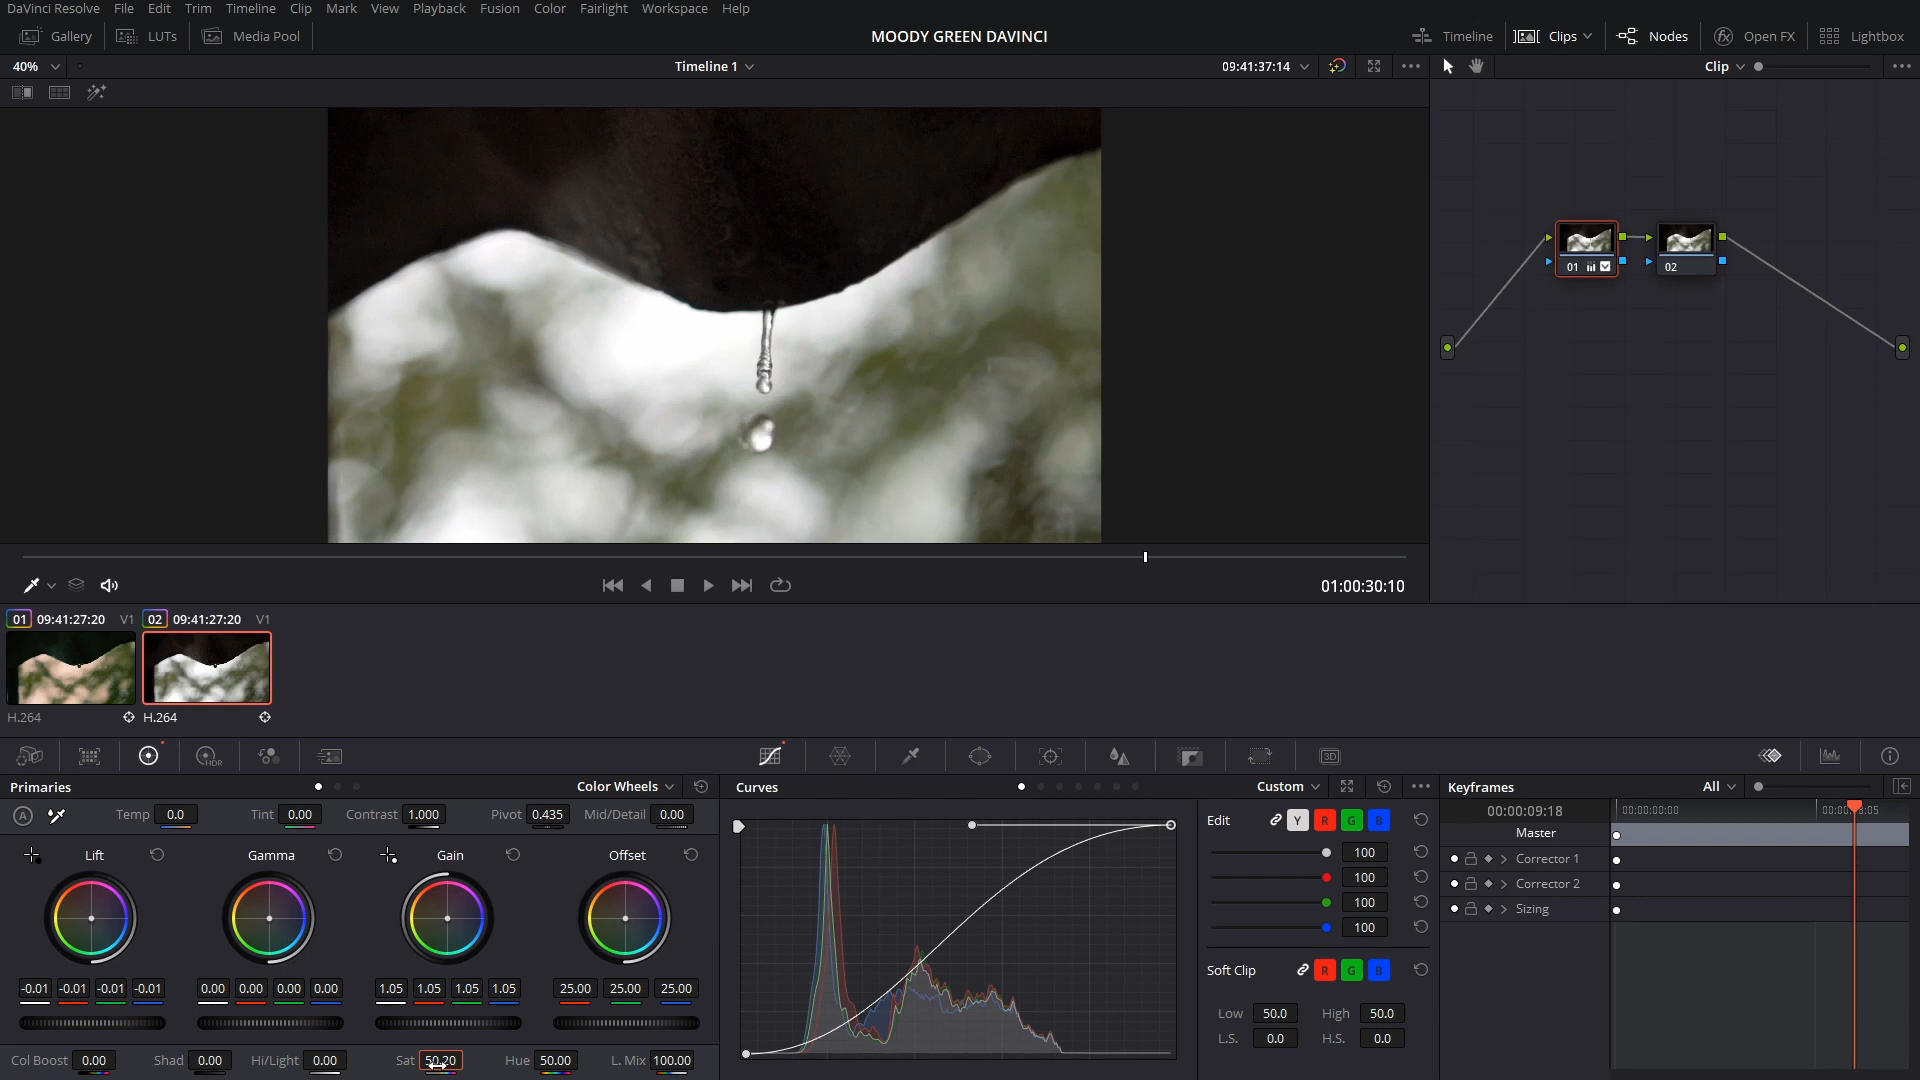 DaVinci Resolve File Edit Trim Timeline Clip Mark View Playback Fusion Color Fairlight Workspace Help
Gallery LUTs Media Pool MOODY GREEN DAVINCI Timeline Clips Nodes Open FX Lightbox
40% Timeline 1 09:41:37:14 Clip
01 02
01:00:30:10
01 09:41:27:20 V1 02 09:41:27:20 V1
H.264 H.264
HDR 3D
Primaries Color Wheels Curves Custom Keyframes All
A Temp 0.0 Tint 0.00 Contrast 1.000 Pivot 0.435 Mid/Detail 0.00
Lift Gamma Gain Offset
-0.01 -0.01 -0.01 -0.01 0.00 0.00 0.00 0.00 1.05 1.05 1.05 1.05 25.00 25.00 25.00
Col Boost 0.00 Shad 0.00 Hi/Light 0.00 Sat 50.20 Hue 50.00 L. Mix 100.00
Edit Y R G B
100
100
100
100
Soft Clip R G B
Low 50.0 High 50.0
L.S. 0.0 H.S. 0.0
00:00:09:18 00:00:00:00
Master
Corrector 1
Corrector 2
Sizing